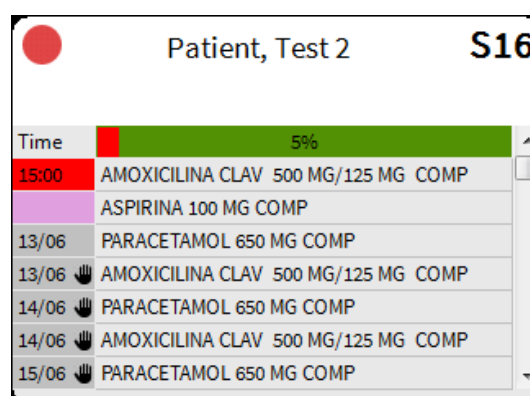 Patient, Test 2 S16
Time 5%
15:00 AMOXICILINA CLAV 500 MG/125 MG COMP
ASPIRINA 100 MG COMP
13/06 PARACETAMOL 650 MG COMP
13/06 AMOXICILINA CLAV 500 MG/125 MG COMP
14/06 PARACETAMOL 650 MG COMP
14/06 AMOXICILINA CLAV 500 MG/125 MG COMP
15/06 PARACETAMOL 650 MG COMP